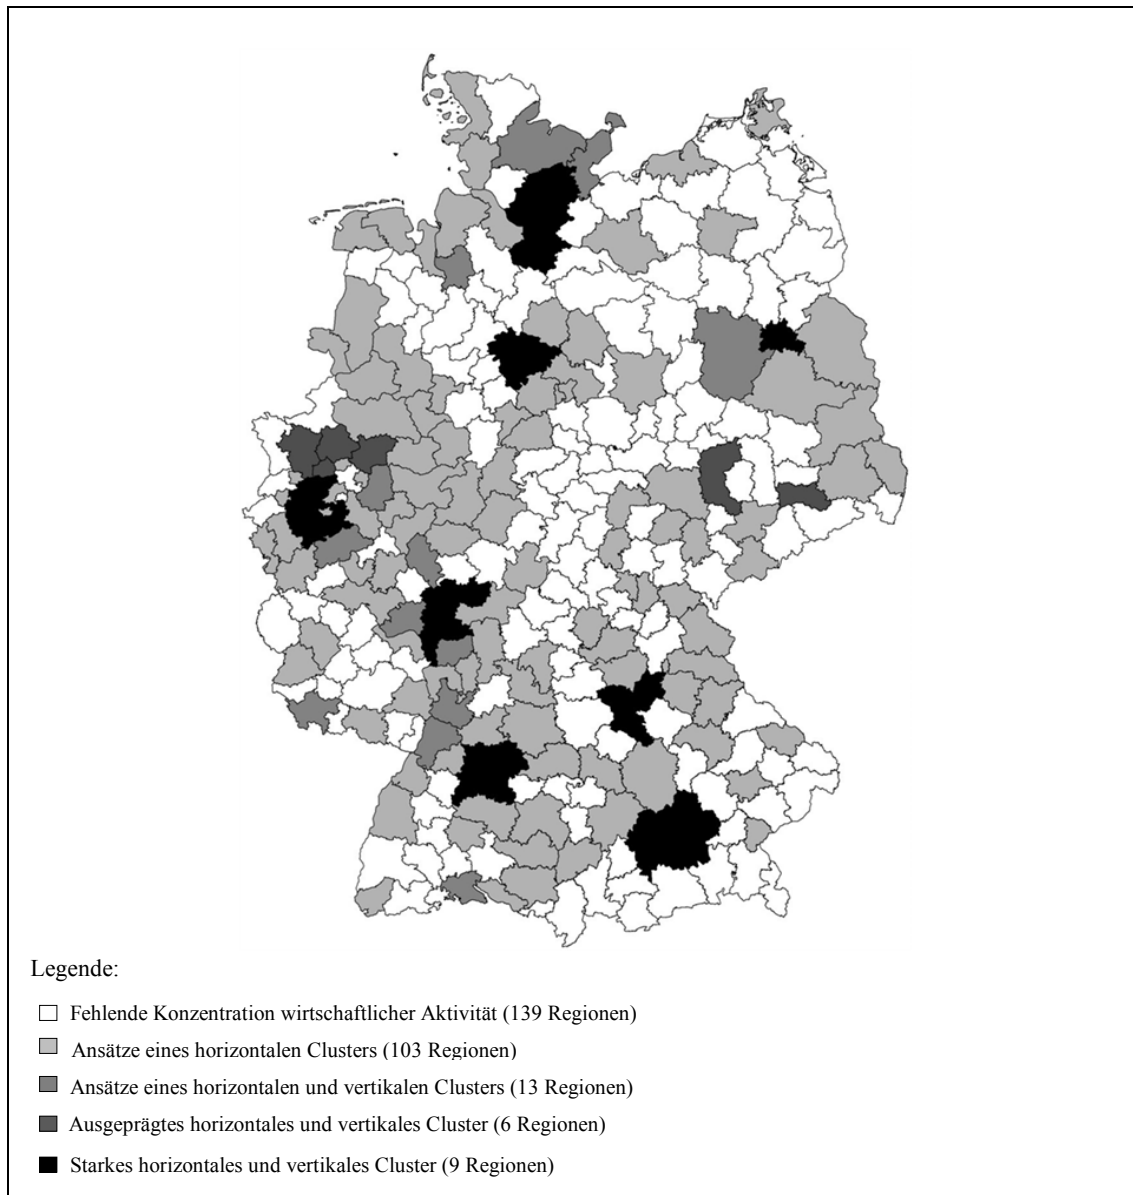 Legende:
Fehlende Konzentration wirtschaftlicher Aktivität (139 Regionen)
Ansätze eines horizontalen Clusters (103 Regionen)
Ansätze eines horizontalen und vertikalen Clusters (13 Regionen)
Ausgeprägtes horizontales und vertikales Cluster (6 Regionen)
Starkes horizontales und vertikales Cluster (9 Regionen)